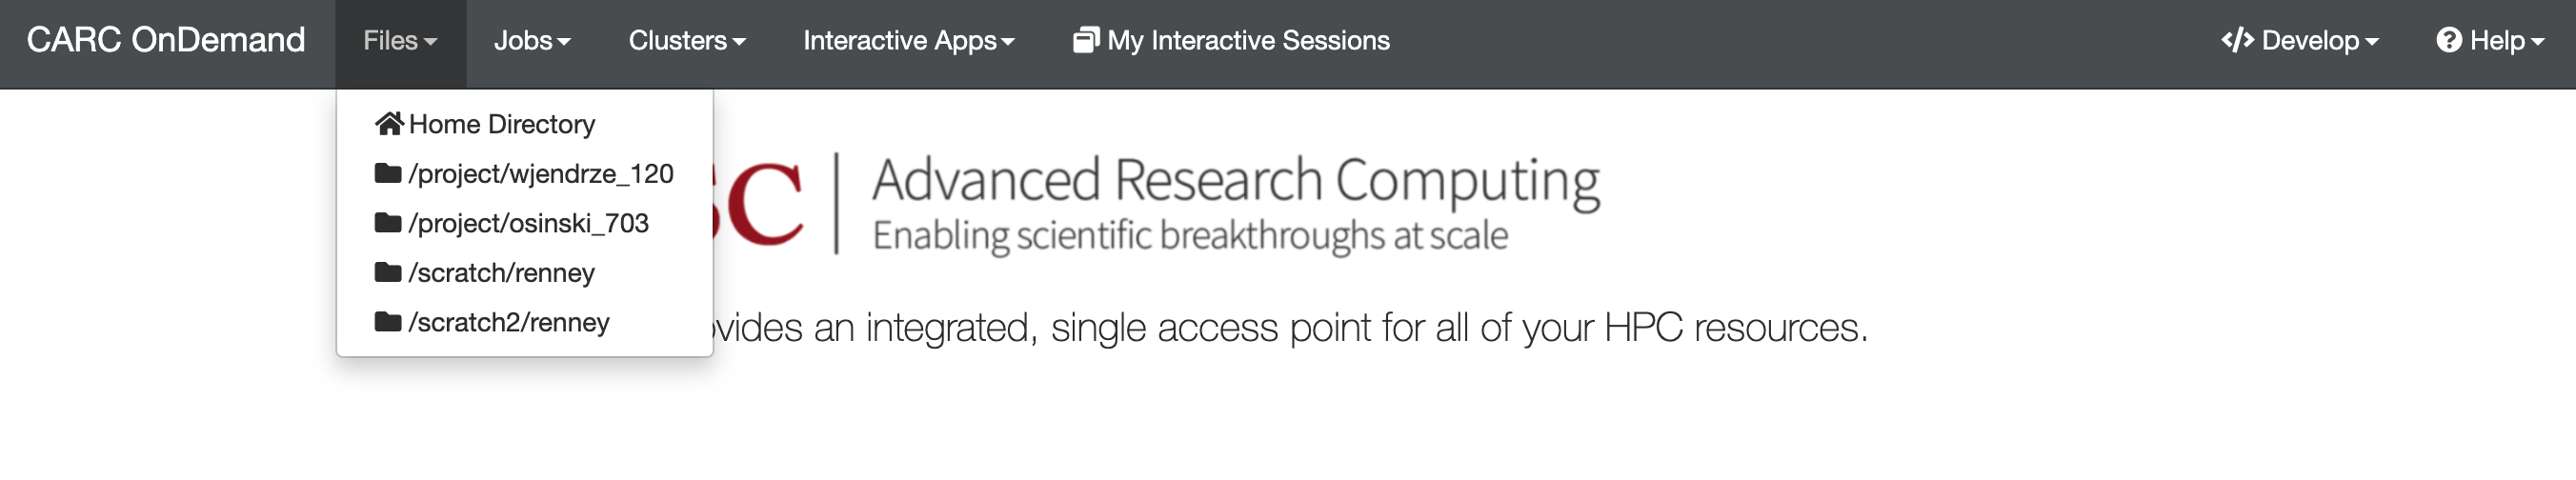 CARC OnDemand Files Jobs Clusters Interactive Apps My Interactive Sessions </> Develop Help
Home Directory
/project/wjendrze_120
/project/osinski_703
/scratch/renney
/scratch2/renney
C
Advanced Research Computing
Enabling scientific breakthroughs at scale
vides an integrated, single access point for all of your HPC resources.